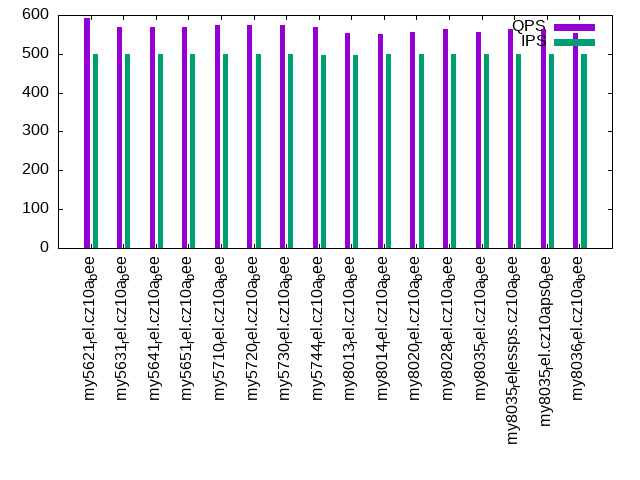 600
500
400
300
200
100
0
QPS
IPS
my5621rel.cz10abee
my5631rel.cz10abee
my5641rel.cz10abee
my5651rel.cz10abee
my5710rel.cz10abee
my5720rel.cz10abee
my5730rel.cz10abee
my5744rel.cz10abee
my8013rel.cz10abee
my8014rel.cz10abee
my8020rel.cz10abee
my8028rel.cz10abee
my8035rel.cz10abee
my8035rellessps.cz10abee
my8035rel.cz10aps0bee
my8036rel.cz10abee